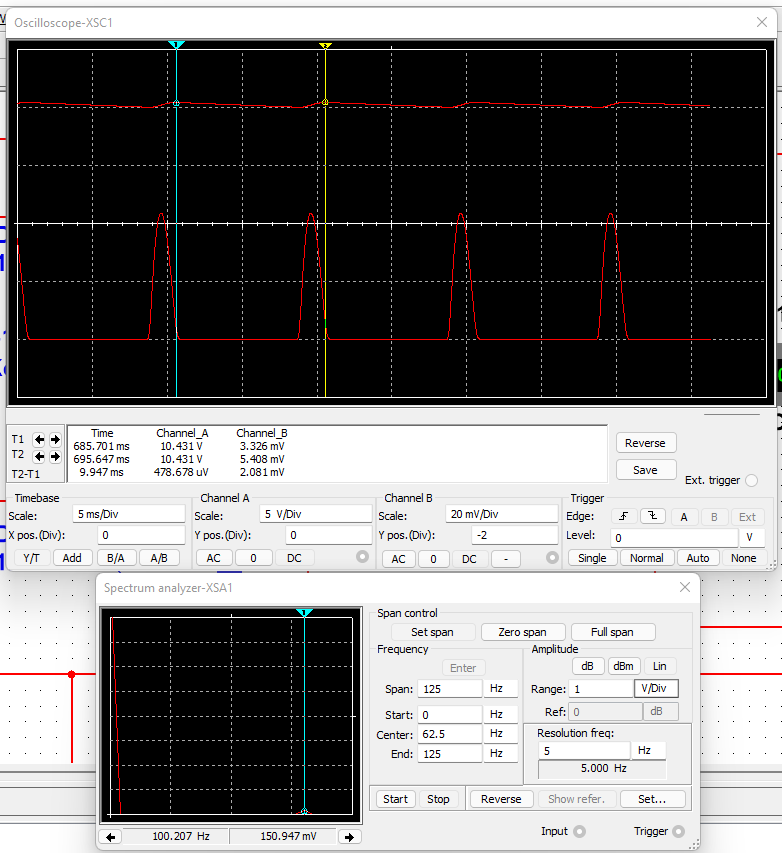 Oscilloscope-XSC1
1
2
T1
T2
T2-T1
Time Channel_A Channel_B
685.701 ms 10.431 V 3.326 mV
695.647 ms 10.431 V 5.408 mV
9.947 ms 478.678 uV 2.081 mV
Reverse
Save
Ext. trigger
Timebase
Scale: 5 ms/Div
X pos.(Div): 0
Y/T Add B/A A/B
Channel A
Scale: 5 V/Div
Y pos.(Div): 0
AC 0 DC
Channel B
Scale: 20 mV/Div
Y pos.(Div): -2
AC 0 DC -
Trigger
Edge: A B Ext
Level: 0 V
Single Normal Auto None
Spectrum analyzer-XSA1
1
100.207 Hz 150.947 mV
Span control
Set span Zero span Full span
Frequency
Enter
Span: 125 Hz
Start: 0 Hz
Center: 62.5 Hz
End: 125 Hz
Amplitude
dB dBm Lin
Range: 1 V/Div
Ref: 0 dB
Resolution freq:
5 Hz
5.000 Hz
Start Stop Reverse Show refer. Set...
Input Trigger